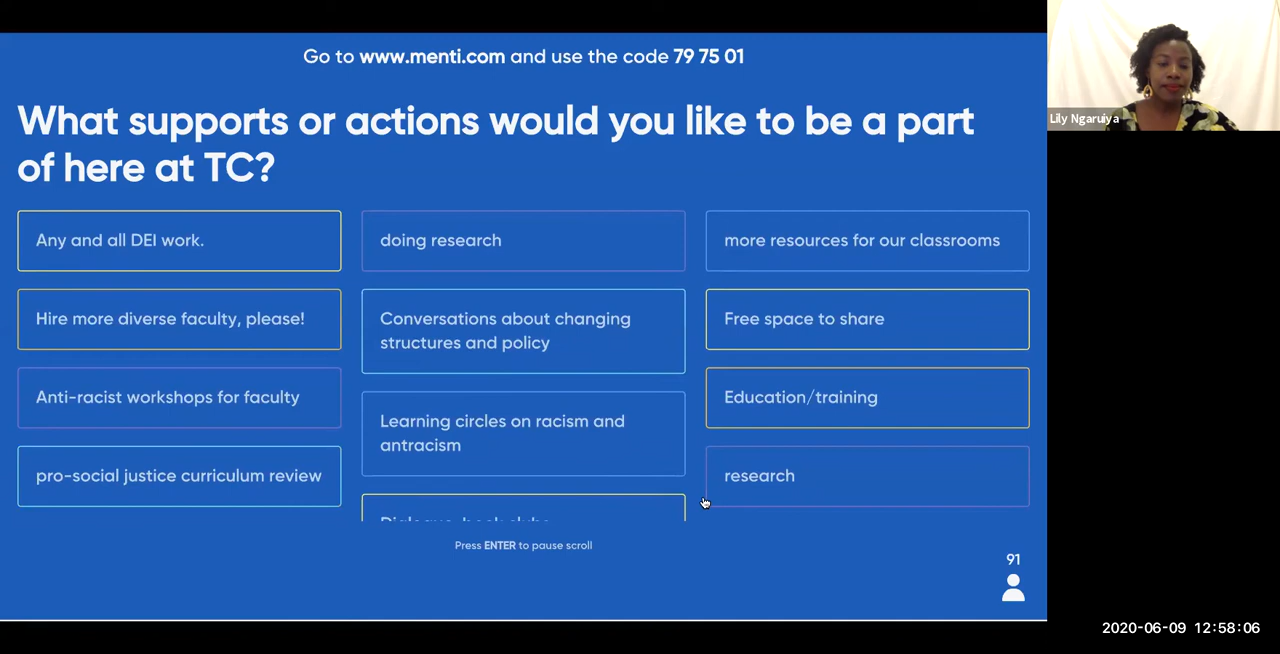 Go to www.menti.com and use the code 79 75 01
What supports or actions would you like to be a part
of here at TC?
Any and all DEI work.
Hire more diverse faculty, please!
Anti-racist workshops for faculty
pro-social justice curriculum review
doing research
Conversations about changing
structures and policy
Learning circles on racism and
antracism
more resources for our classrooms
Free space to share
Education/training
research
Press ENTER to pause scroll
91
Lily Ngaruiya
2020-06-09 12:58:06